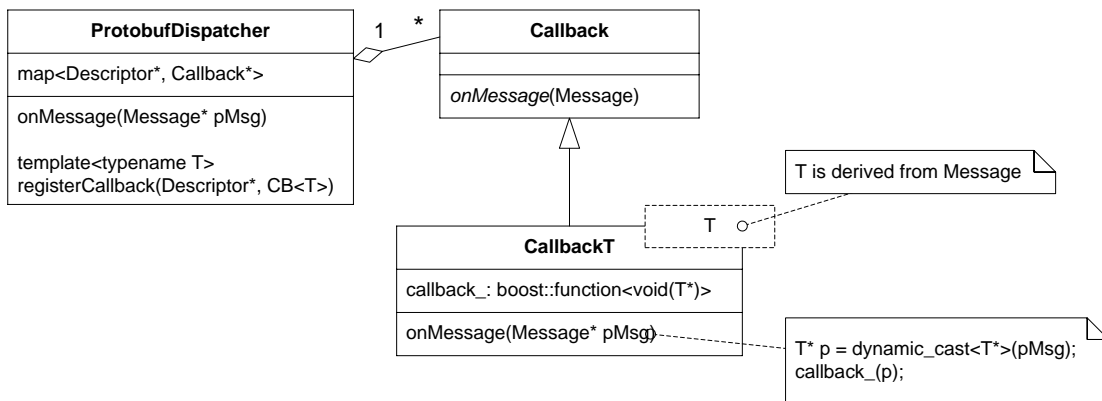 ProtobufDispatcher
map<Descriptor*, Callback*>
onMessage(Message* pMsg)
template<typename T>
registerCallback(Descriptor*, CB<T>)
1
*
Callback
onMessage(Message)
T is derived from Message
T
CallbackT
callback_: boost::function<void(T*)>
onMessage(Message* pMsg)
T* p = dynamic_cast<T*>(pMsg);
callback_(p);